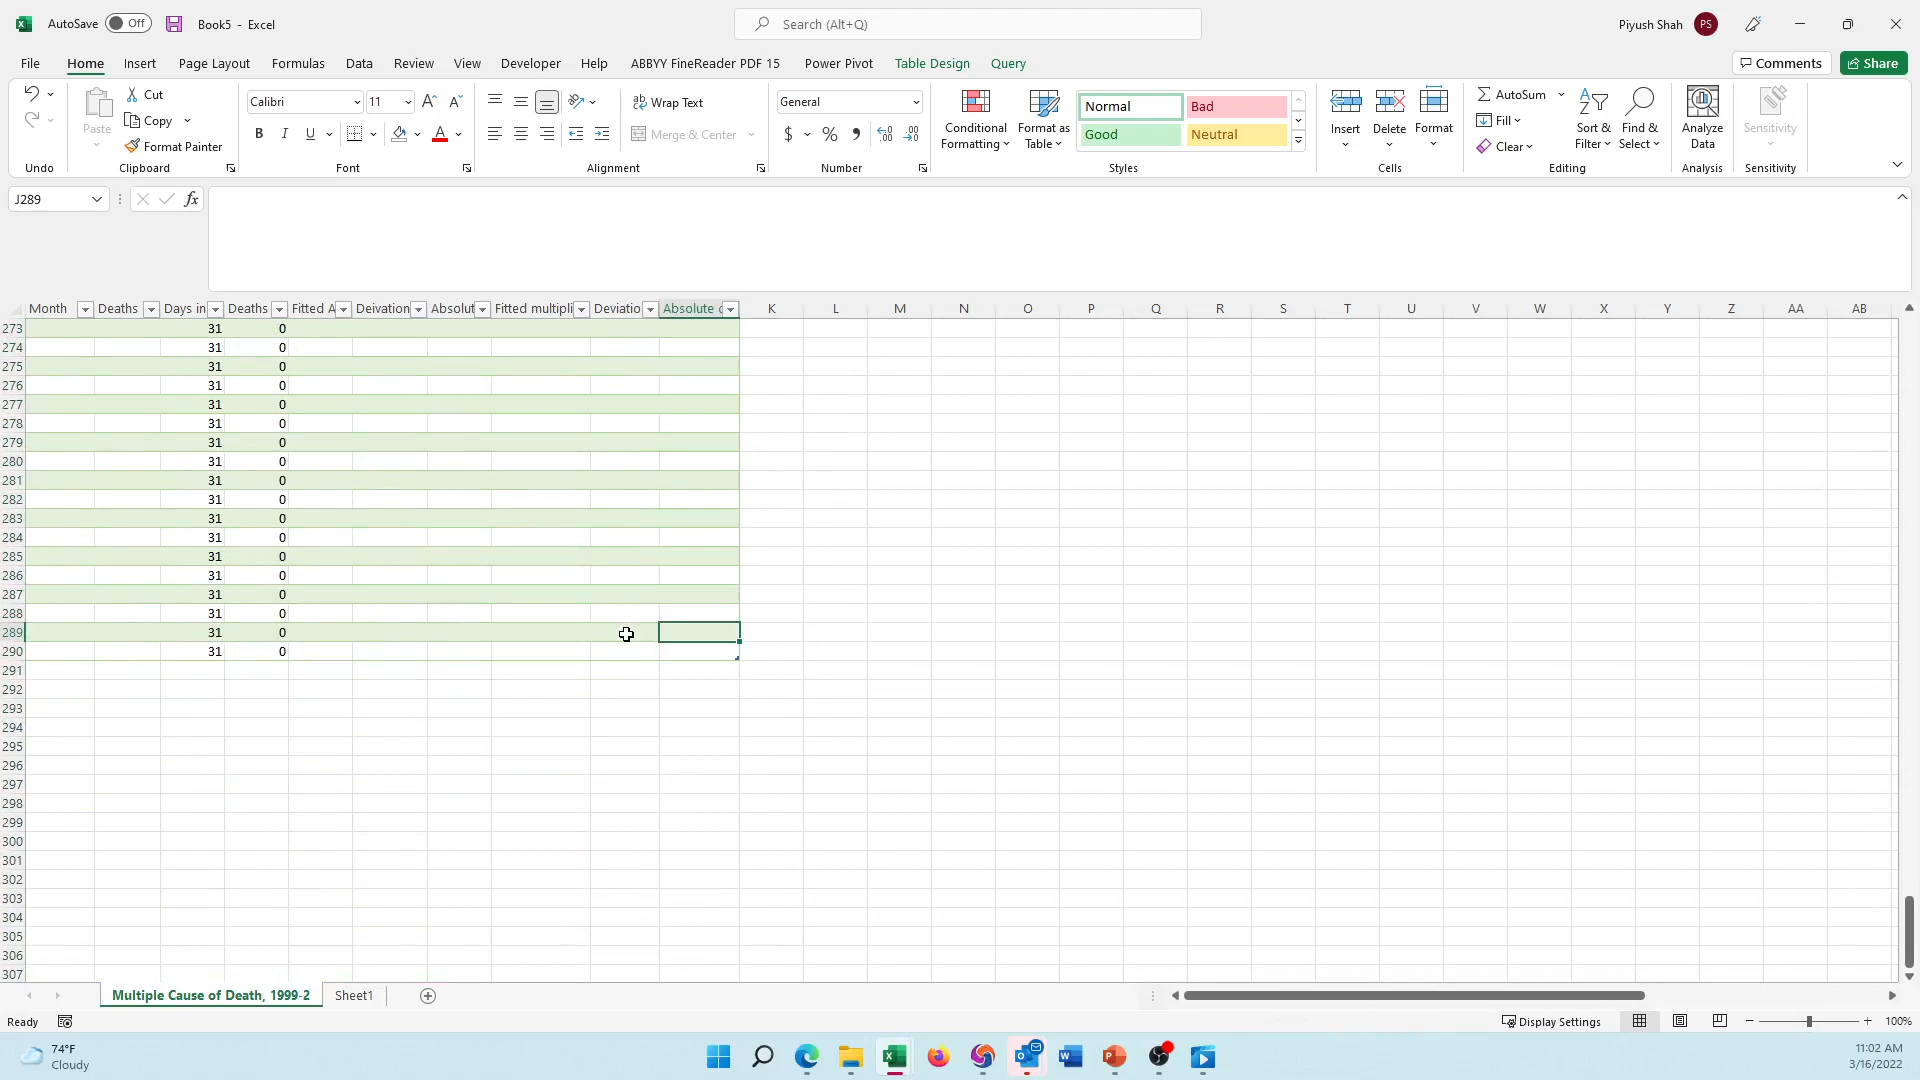 AutoSave Off Book5 - Excel Search (Alt+Q) Piyush Shah PS
File Home Insert Page Layout Formulas Data Review View Developer Help ABBYY FineReader PDF 15 Power Pivot Table Design Query Comments Share
Cut Calibri 11 Wrap Text General Normal Bad AutoSum
Paste Copy Merge & Center Conditional Formatting Format as Table Good Neutral Insert Delete Format Fill Sort & Filter Find & Select Analyze Data Sensitivity
Format Painter Clear
Undo Clipboard Font Alignment Number Styles Cells Editing Analysis Sensitivity
J289 fx
Month Deaths Days in Deaths Fitted A Deivation Absolut Fitted multipli Deviatio Absolute K L M N O P Q R S T U V W X Y Z AA AB
273 31 0
274 31 0
275 31 0
276 31 0
277 31 0
278 31 0
279 31 0
280 31 0
281 31 0
282 31 0
283 31 0
284 31 0
285 31 0
286 31 0
287 31 0
288 31 0
289 31 0
290 31 0
291
292
293
294
295
296
297
298
299
300
301
302
303
304
305
306
307
Multiple Cause of Death, 1999-2 Sheet1
Ready Display Settings 100%
74°F 11:02 AM
Cloudy 3/16/2022